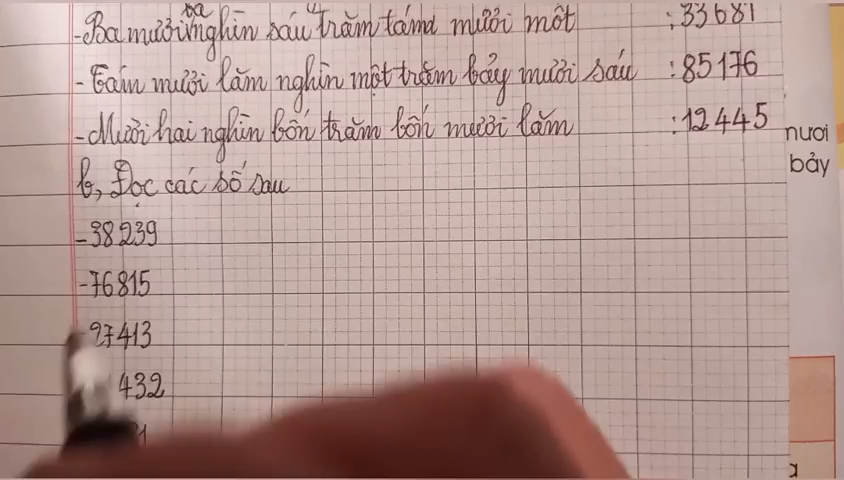 -Ba mươi ba nghìn sáu trăm tám mươi mốt : 33681
- Tám mươi lăm nghìn một trăm bảy mươi sáu : 85176
-Mười hai nghìn bốn trăm bốn mươi lăm : 12445
b, Đọc các số sau
-38239
-76815
27413
432
1
mươi
bảy